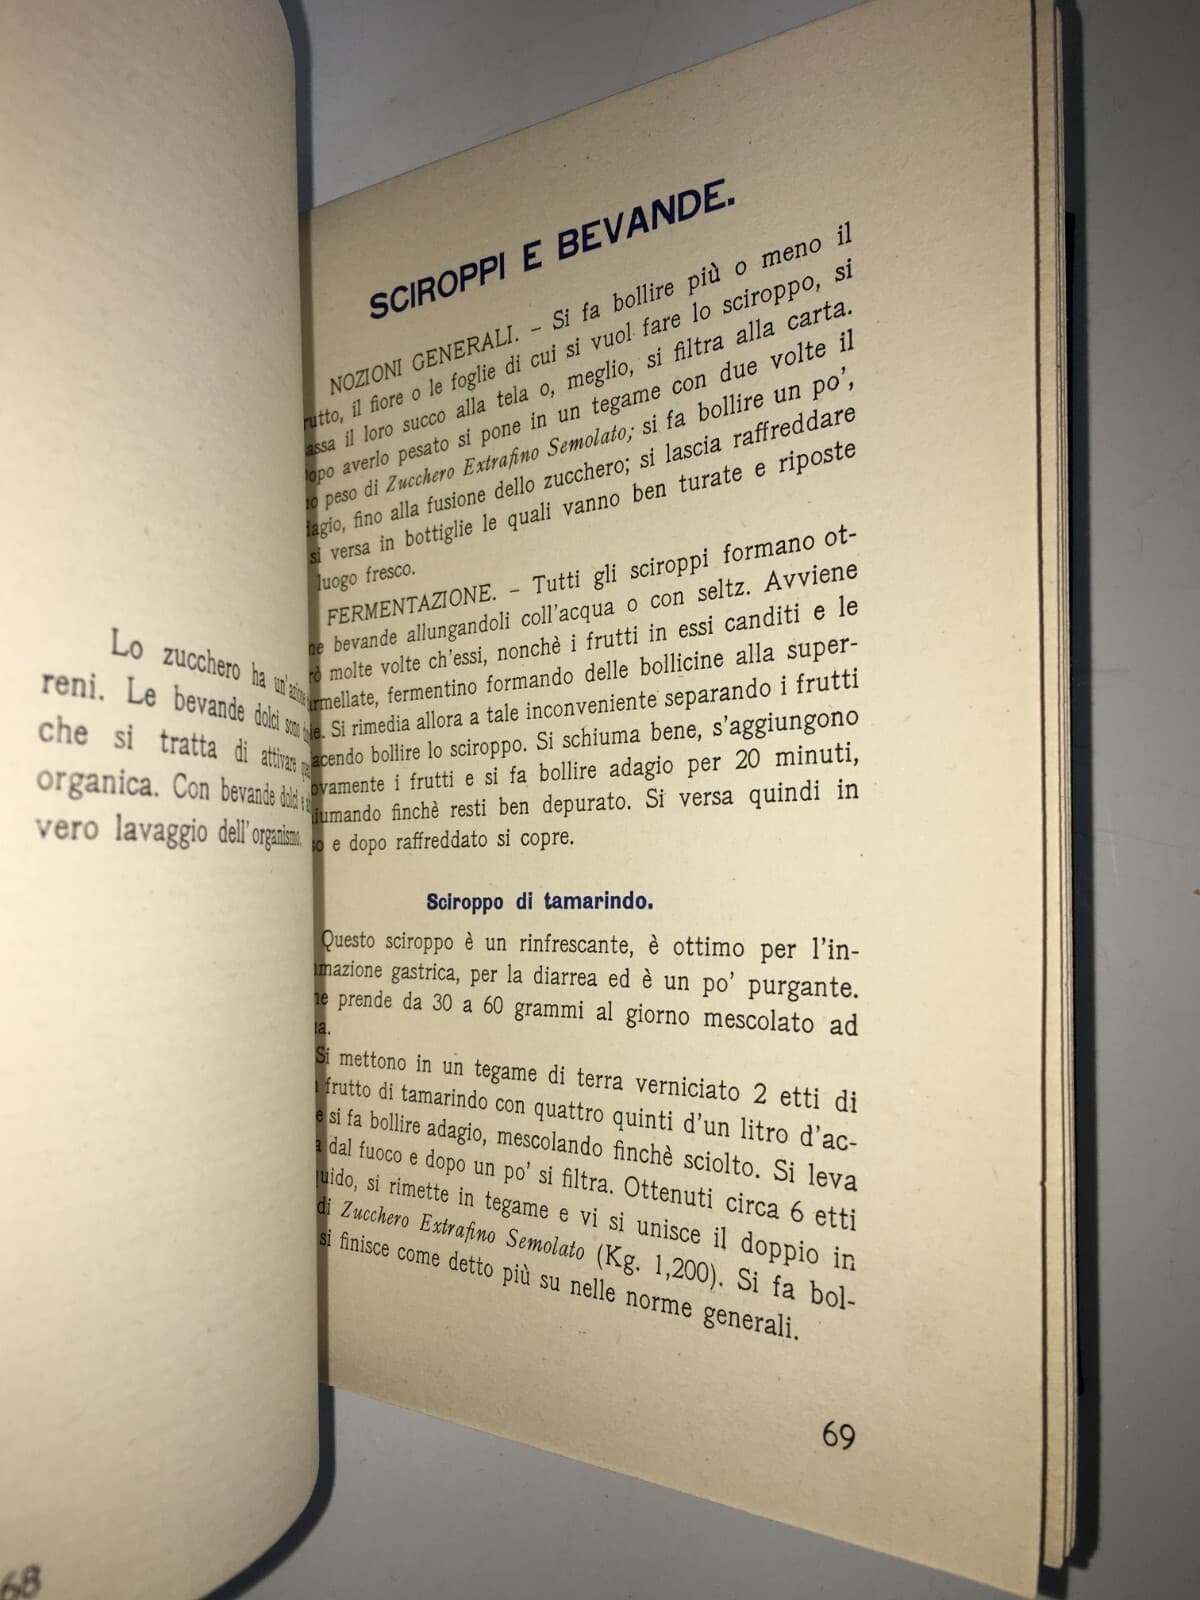 Lo zucchero ha un'azione
reni. Le bevande dolci sono
che si tratta di attivare
organica. Con bevande dolci e
vero lavaggio dell'organismo.
68
SCIROPPI E BEVANDE.
NOZIONI GENERALI. – Si fa bollire più o meno il
il fiore o le foglie di cui si vuol fare lo sciroppo, si
il loro succo alla tela o, meglio, si filtra alla carta.
averlo pesato si pone in un tegame con due volte il
peso di Zucchero Extrafino Semolato; si fa bollire un po',
fino alla fusione dello zucchero; si lascia raffreddare
si versa in bottiglie le quali vanno ben turate e riposte
luogo fresco.
FERMENTAZIONE. – Tutti gli sciroppi formano ot-
ne bevande allungandoli coll'acqua o con seltz. Avviene
molte volte ch'essi, nonchè i frutti in essi canditi e le
fermentino formando delle bollicine alla super-
Si rimedia allora a tale inconveniente separando i frutti
acendo bollire lo sciroppo. Si schiuma bene, s'aggiungono
ovamente i frutti e si fa bollire adagio per 20 minuti,
fumando finchè resti ben depurato. Si versa quindi in
e dopo raffreddato si copre.
Sciroppo di tamarindo.
Questo sciroppo è un rinfrescante, è ottimo per l'in-
mazione gastrica, per la diarrea ed è un po' purgante.
ne prende da 30 a 60 grammi al giorno mescolato ad
Si mettono in un tegame di terra verniciato 2 etti di
frutto di tamarindo con quattro quinti d'un litro d'ac-
e si fa bollire adagio, mescolando finchè sciolto. Si leva
dal fuoco e dopo un po' si filtra. Ottenuti circa 6 etti
uido, si rimette in tegame e vi si unisce il doppio in
di Zucchero Extrafino Semolato (Kg. 1,200). Si fa bol-
si finisce come detto più su nelle norme generali.
69